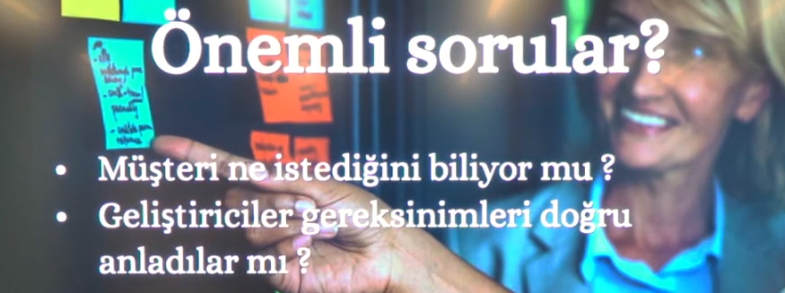 Önemli sorular?
• Müşteri ne istediğini biliyor mu ?
• Geliştiriciler gereksinimleri doğru
anladılar mı ?